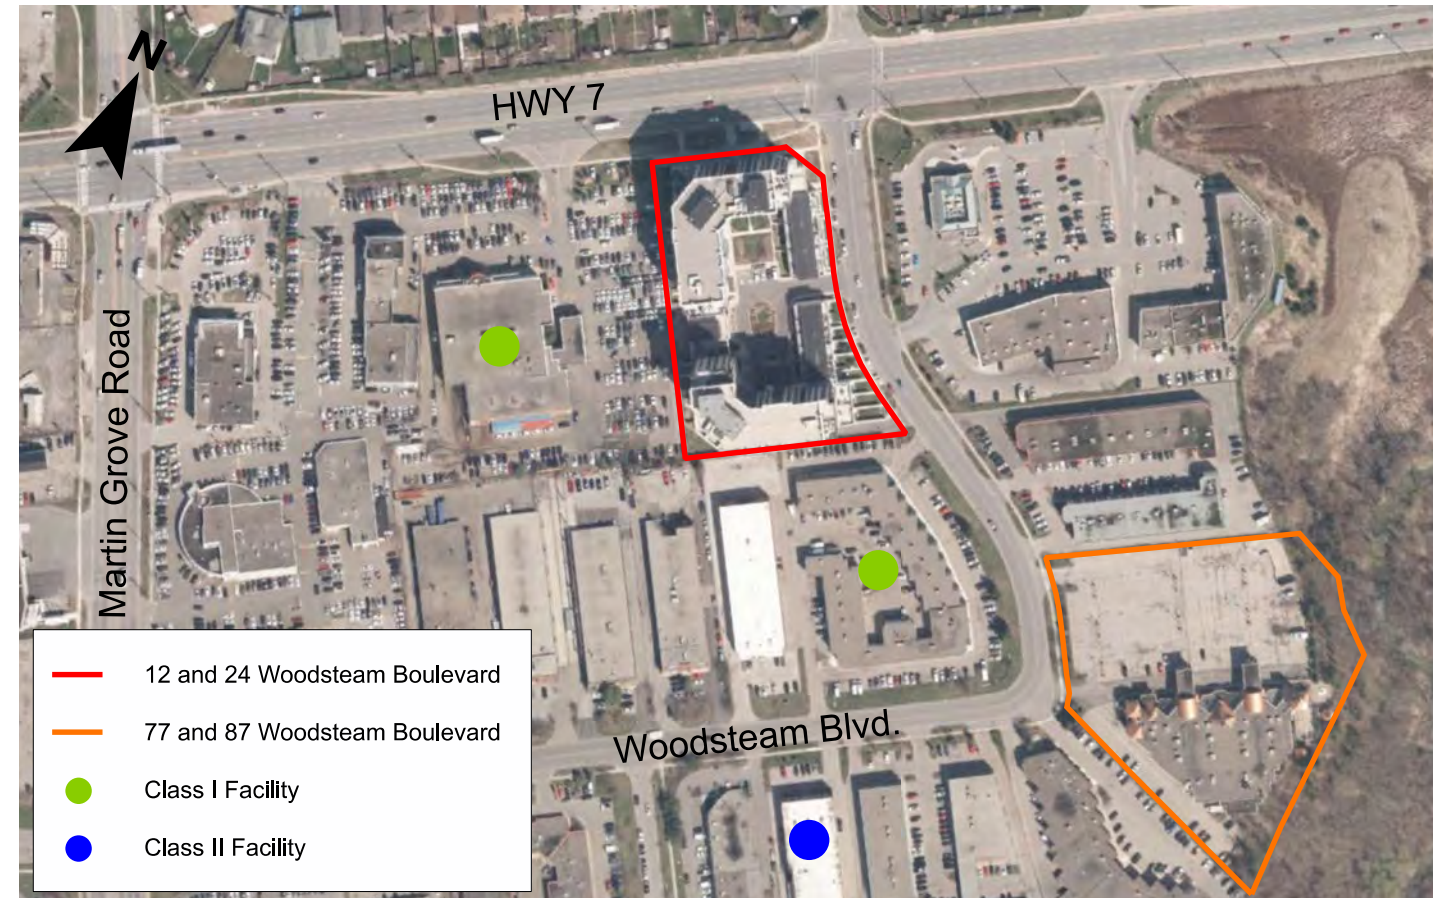 N
HWY 7
Martin Grove Road
Woodsteam Blvd.
12 and 24 Woodsteam Boulevard
77 and 87 Woodsteam Boulevard
Class I Facility
Class II Facility